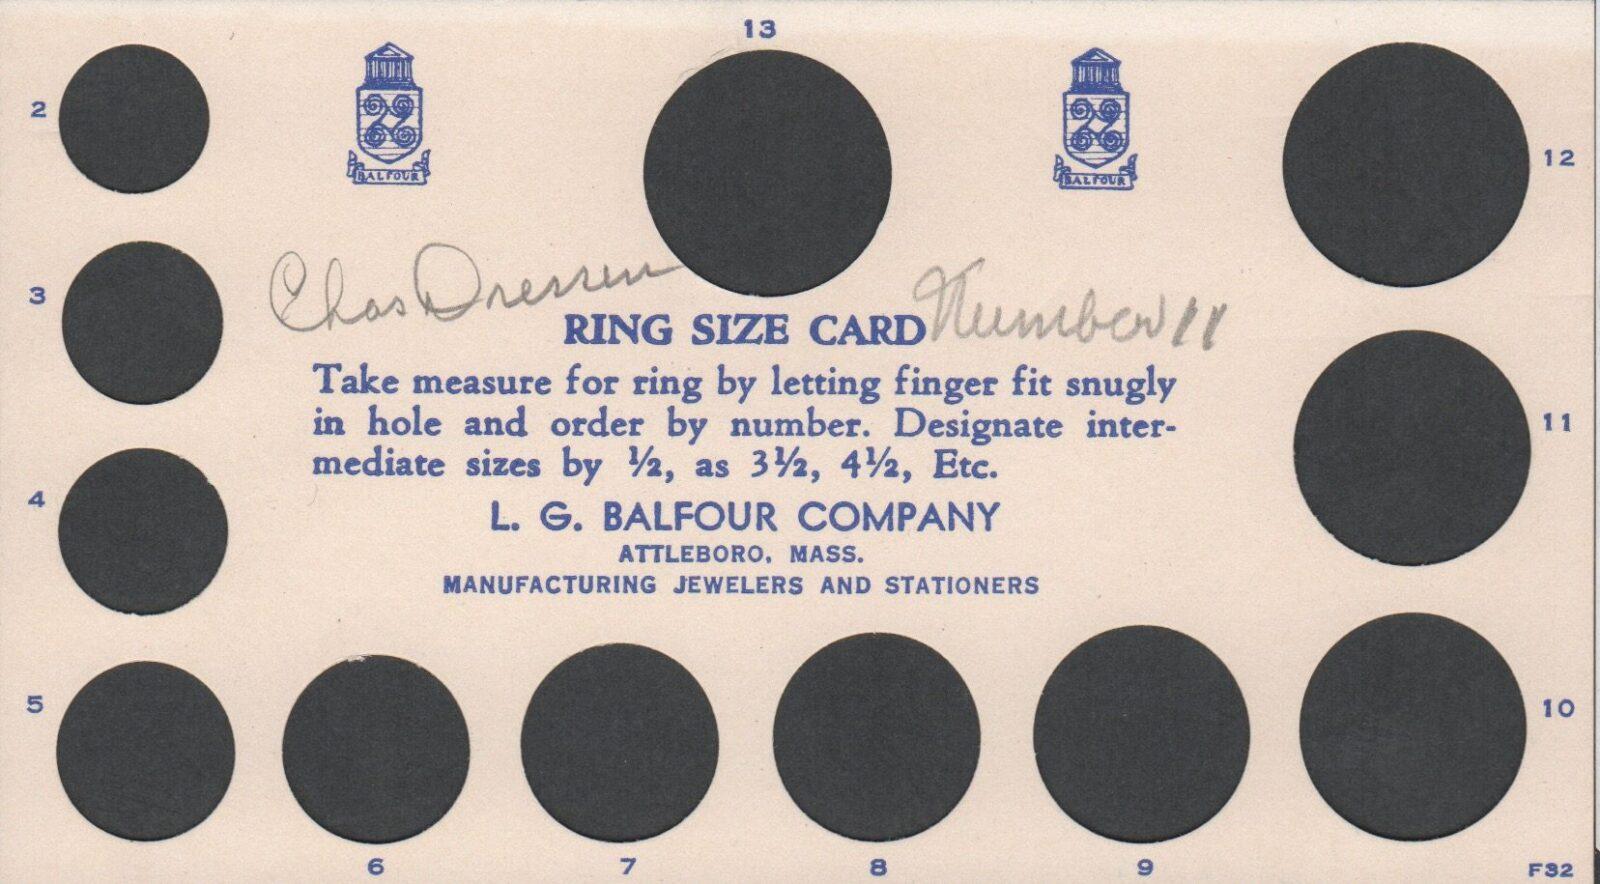 13
2
12
BALFOUR
BALFOUR
3
Chas Dressen
Number 11
RING SIZE CARD
Take measure for ring by letting finger fit snugly
in hole and order by number. Designate inter-
mediate sizes by ½, as 3½, 4½, Etc.
11
4
L. G. BALFOUR COMPANY
ATTLEBORO, MASS.
MANUFACTURING JEWELERS AND STATIONERS
5
10
6
7
8
9
F32